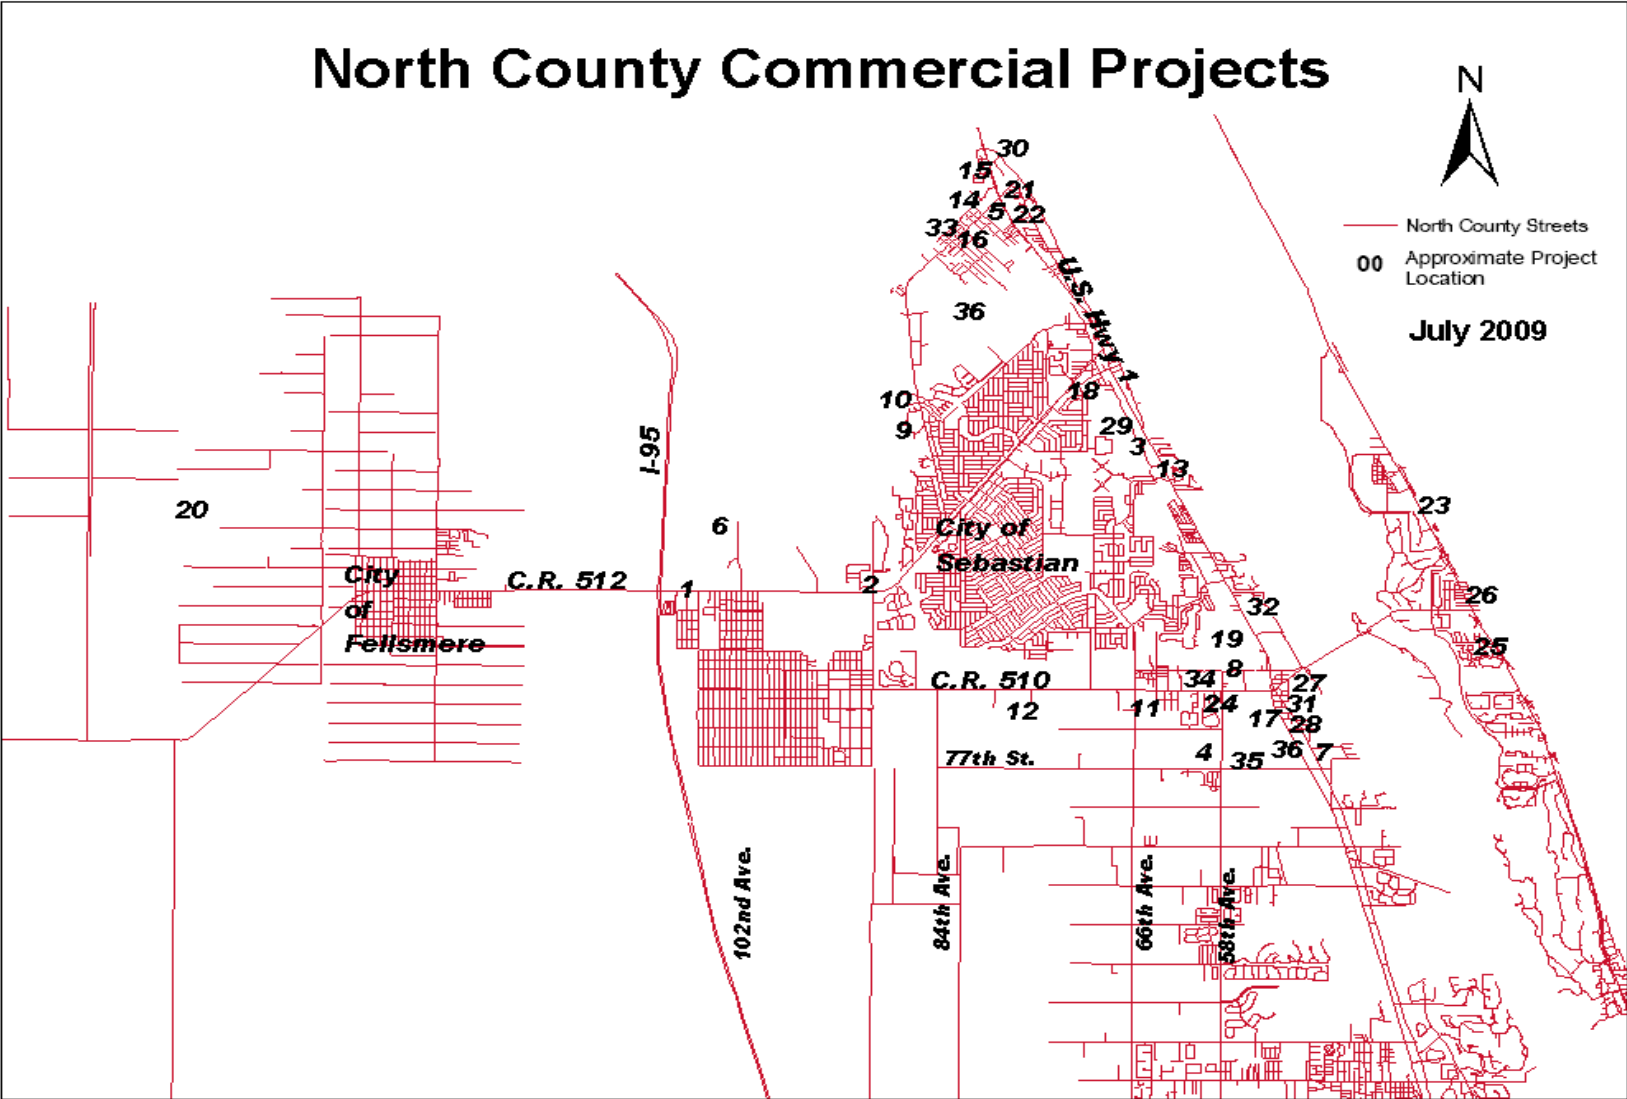 North County Commercial Projects
N
30
15
21
14
5
22
33
16
North County Streets
00 Approximate Project
Location
July 2009
U.S. Hwy 1
36
18
10
9
29
3
13
I-95
20
23
6
City of
Sebastian
City
of
Fellsmere
C.R. 512
1
2
26
32
19
25
8
34
C.R. 510
27
24
31
12
11
17
28
4
35
36
7
77th St.
102nd Ave.
84th Ave.
66th Ave.
58th Ave.